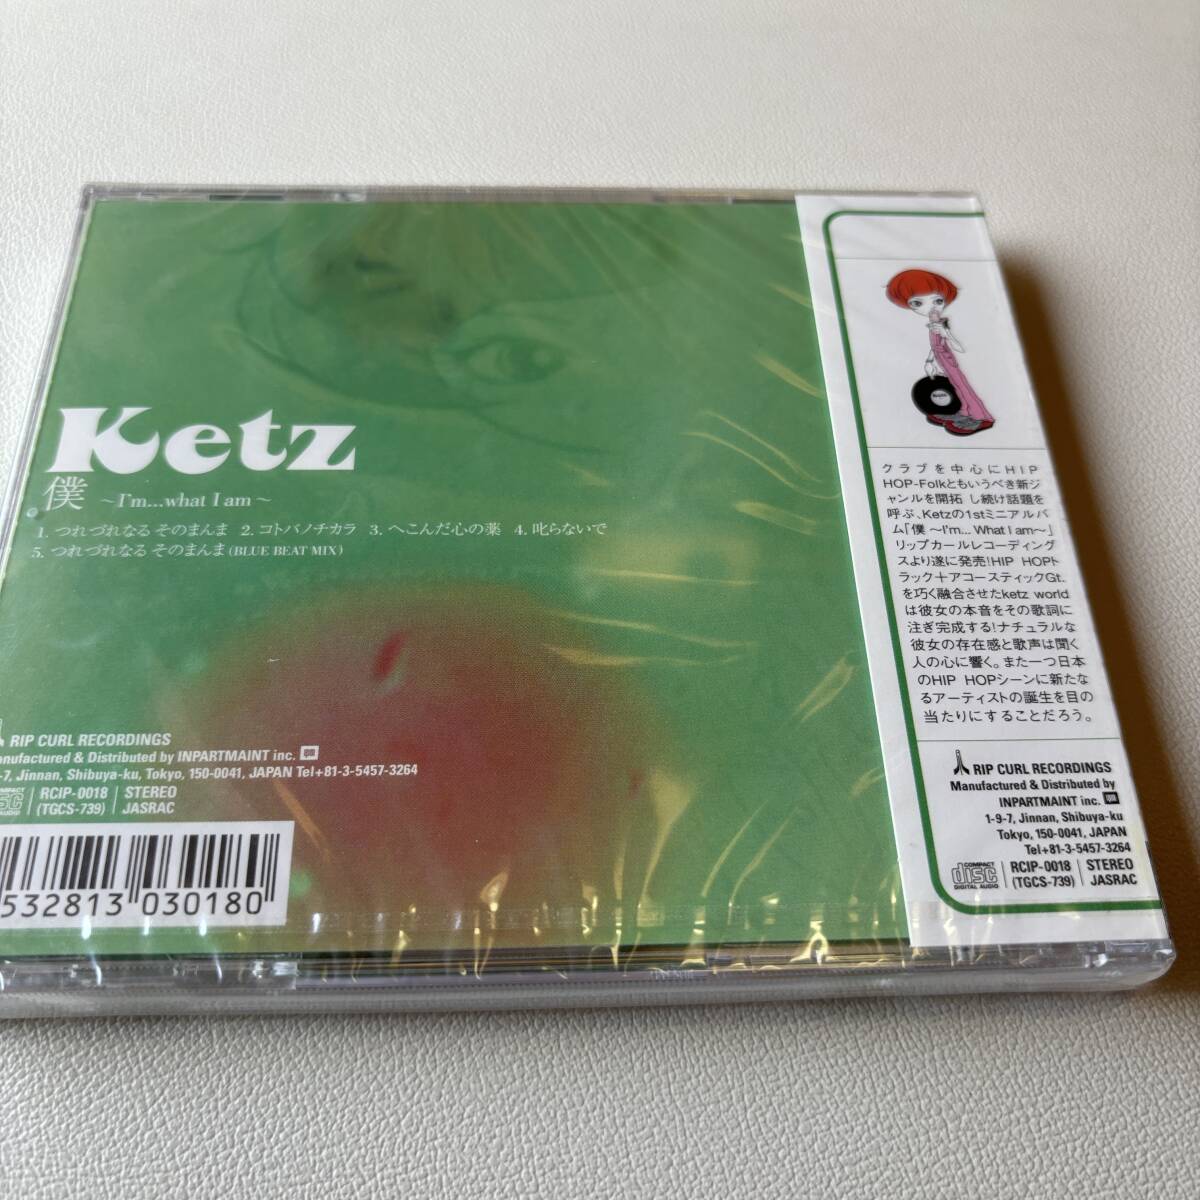 Ketz
僕 ～I'm...what I am～
1. つれづれなる そのまんま 2. コトバノチカラ 3. へこんだ心の薬 4. 叱らないで
5. つれづれなる そのまんま(BLUE BEAT MIX)
RIP CURL RECORDINGS
anufactured & Distributed by INPARTMAINT inc.
-7, Jinnan, Shibuya-ku, Tokyo, 150-0041, JAPAN Tel+81-3-5457-3264
RCIP-0018 STEREO
(TGCS-739) JASRAC
532813 030180
クラブを中心にHIP
HOP-Folkともいうべき新ジ
ャンルを開拓 し続け話題を
呼ぶ、Ketzの1stミニアルバ
ム「僕 ～I'm... What I am～」
リップカールレコーディング
スより遂に発売!HIP HOPト
ラック＋アコースティックGt.
を巧く融合させたketz world
は彼女の本音をその歌詞に
注ぎ完成する!ナチュラルな
彼女の存在感と歌声は聞く
人の心に響く。また一つ日本
のHIP HOPシーンに新たな
るアーティストの誕生を目の
当たりにすることだろう。
RIP CURL RECORDINGS
Manufactured & Distributed by
INPARTMAINT inc.
1-9-7, Jinnan, Shibuya-ku
Tokyo, 150-0041, JAPAN
Tel+81-3-5457-3264
COMPACT disc DIGITAL AUDIO
RCIP-0018 STEREO
(TGCS-739) JASRAC